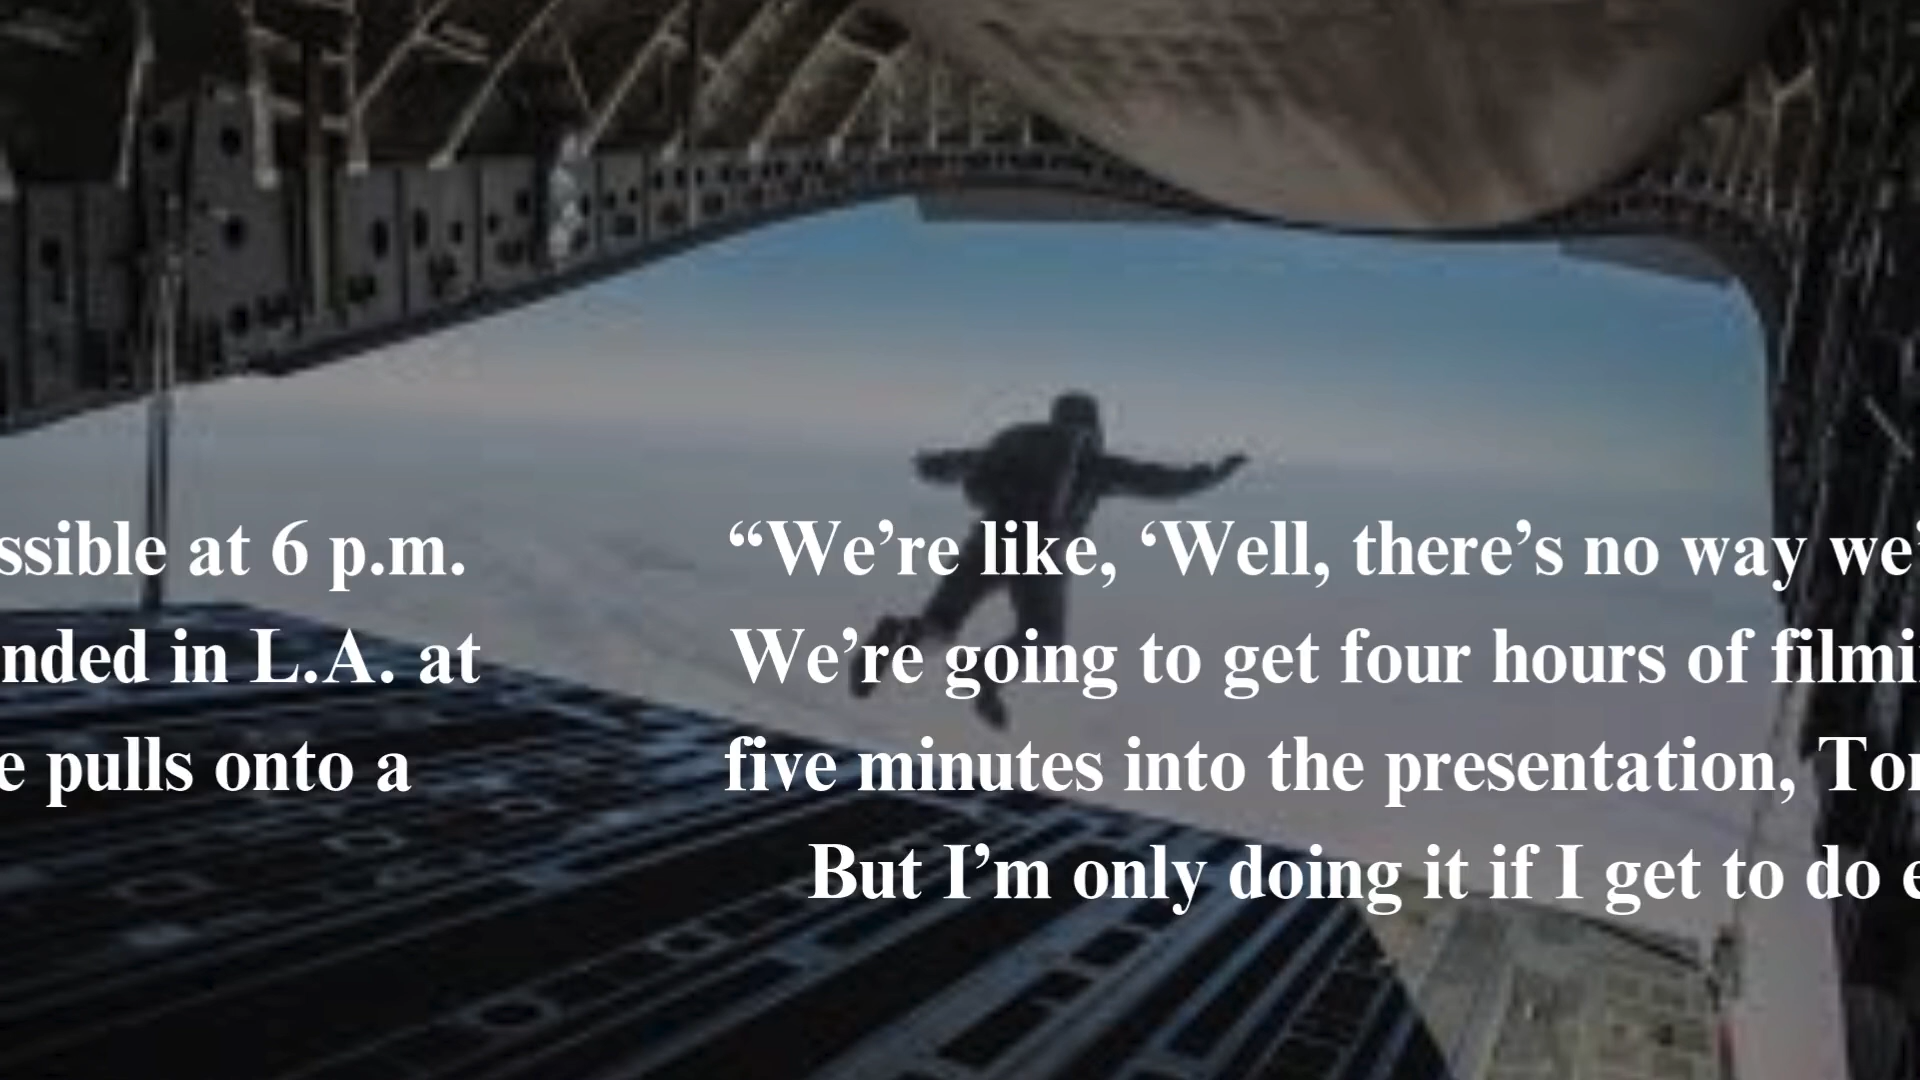 ssible at 6 p.m.
nded in L.A. at
e pulls onto a
“We’re like, ‘Well, there’s no way we’
We’re going to get four hours of filmi
five minutes into the presentation, To
But I’m only doing it if I get to do e